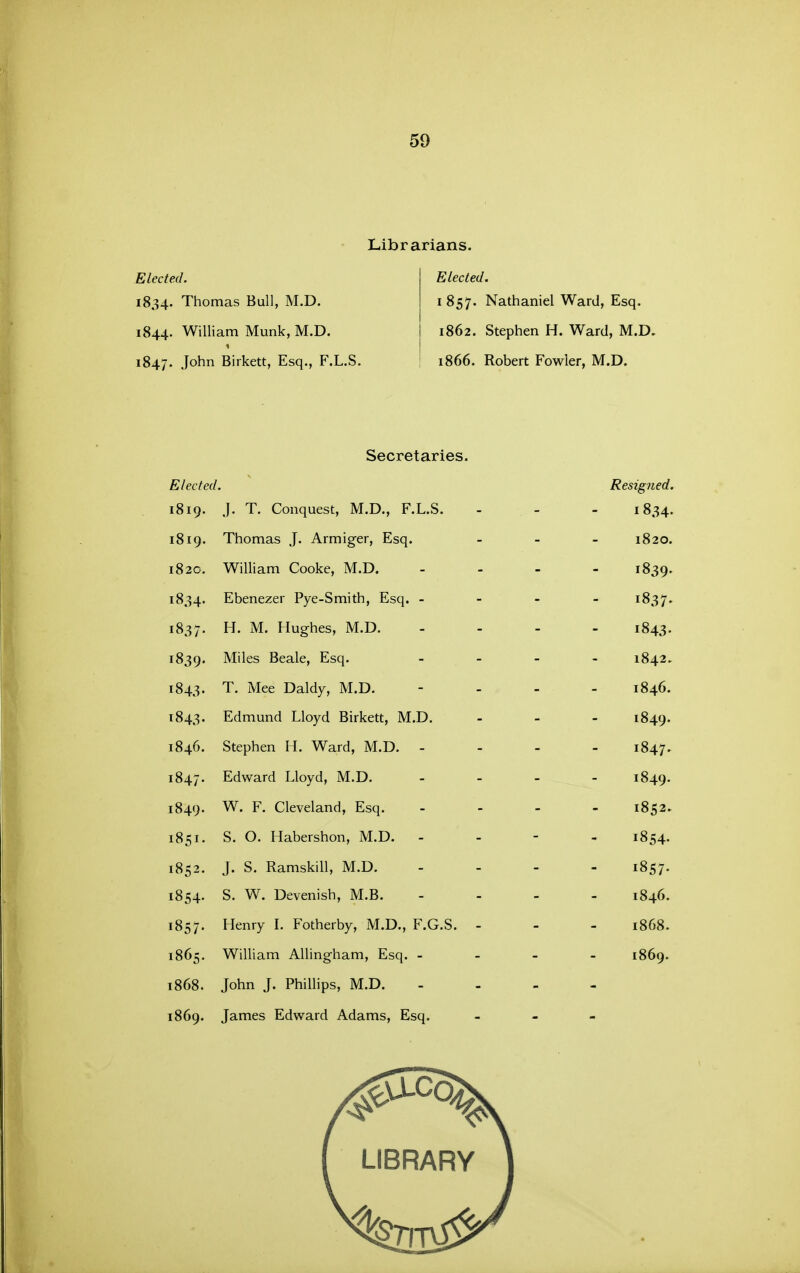 59
Librarians.
Elected.
1834. Thomas Bull, M.D.
1844. William Munk, M.D.
1847. John Birkett, Esq., F.L.S.
Elected.
1857. Nathaniel Ward, Esq.
1862. Stephen H. Ward, M.D.
1866. Robert Fowler, M.D.
Secretaries.
Elected. Resigned.
1819. J. T. Conquest, M.D., F.L.S. - - - 1834.
1819. Thomas J. Armiger, Esq. - - - 1820.
1820. William Cooke, M.D. - - - - 1839.
1834. Ebenezer Pye-Smith, Esq. - - - - 1837.
1837. H. M. Hughes, M.D. - - - - 1843.
1839. Miles Beale, Esq. - - - - 1842.
1843. T. Mee Daldy, M.D. - - - - 1846.
1843. Edmund Lloyd Birkett, M.D. - - - 1849.
1846. Stephen H. Ward, M.D. - - - - 1847.
1847. Edward Lloyd, M.D. - - - - 1849.
1849. W. F. Cleveland, Esq. - - - - 1852.
1851. S. O. Habershon, M.D. - - - - 1854.
1852. J. S. Ramskill, M.D. - - - - 1857.
1854. S. W. Devenish, M.B. - - - - 1846.
1857. Henry I. Fotherby, M.D., F.G.S. - - - 1868.
1865. William Allingham, Esq. - - - - 1869.
1868. John J. Phillips, M.D. - - - -
1869. James Edward Adams, Esq. - - -
WELLCOME
LIBRARY
INSTITUTE